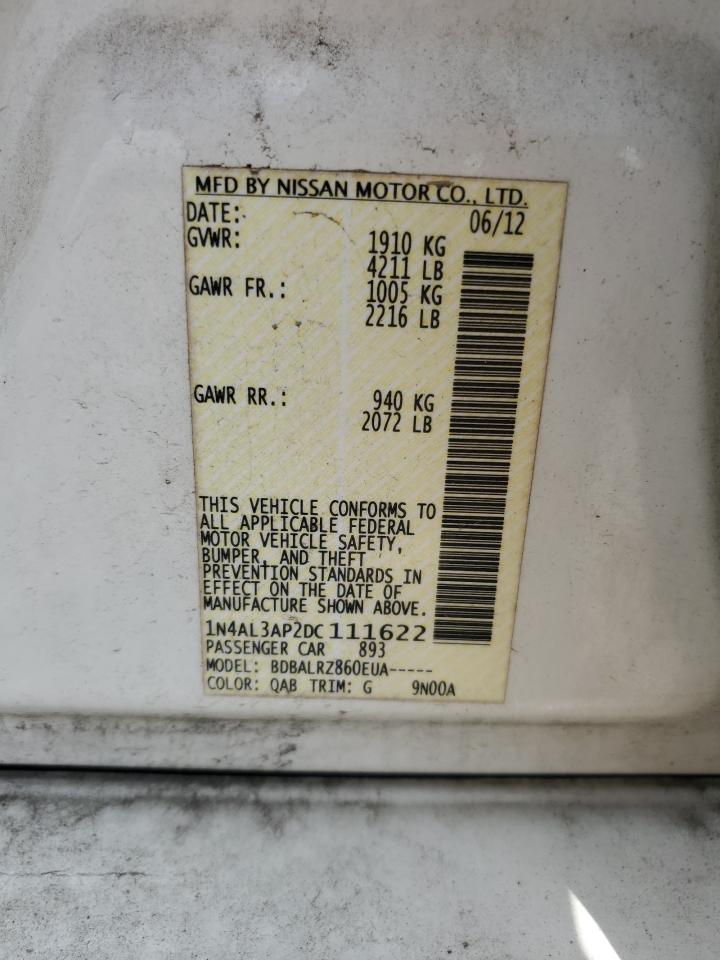 MFD BY NISSAN MOTOR CO., LTD.
DATE: 06/12
GVWR: 1910 KG
4211 LB
GAWR FR.: 1005 KG
2216 LB
GAWR RR.: 940 KG
2072 LB
THIS VEHICLE CONFORMS TO
ALL APPLICABLE FEDERAL
MOTOR VEHICLE SAFETY,
BUMPER, AND THEFT
PREVENTION STANDARDS IN
EFFECT ON THE DATE OF
MANUFACTURE SHOWN ABOVE.
1N4AL3AP2DC111622
PASSENGER CAR 893
MODEL: BDBALRZ860EUA-----
COLOR: QAB TRIM: G 9N00A